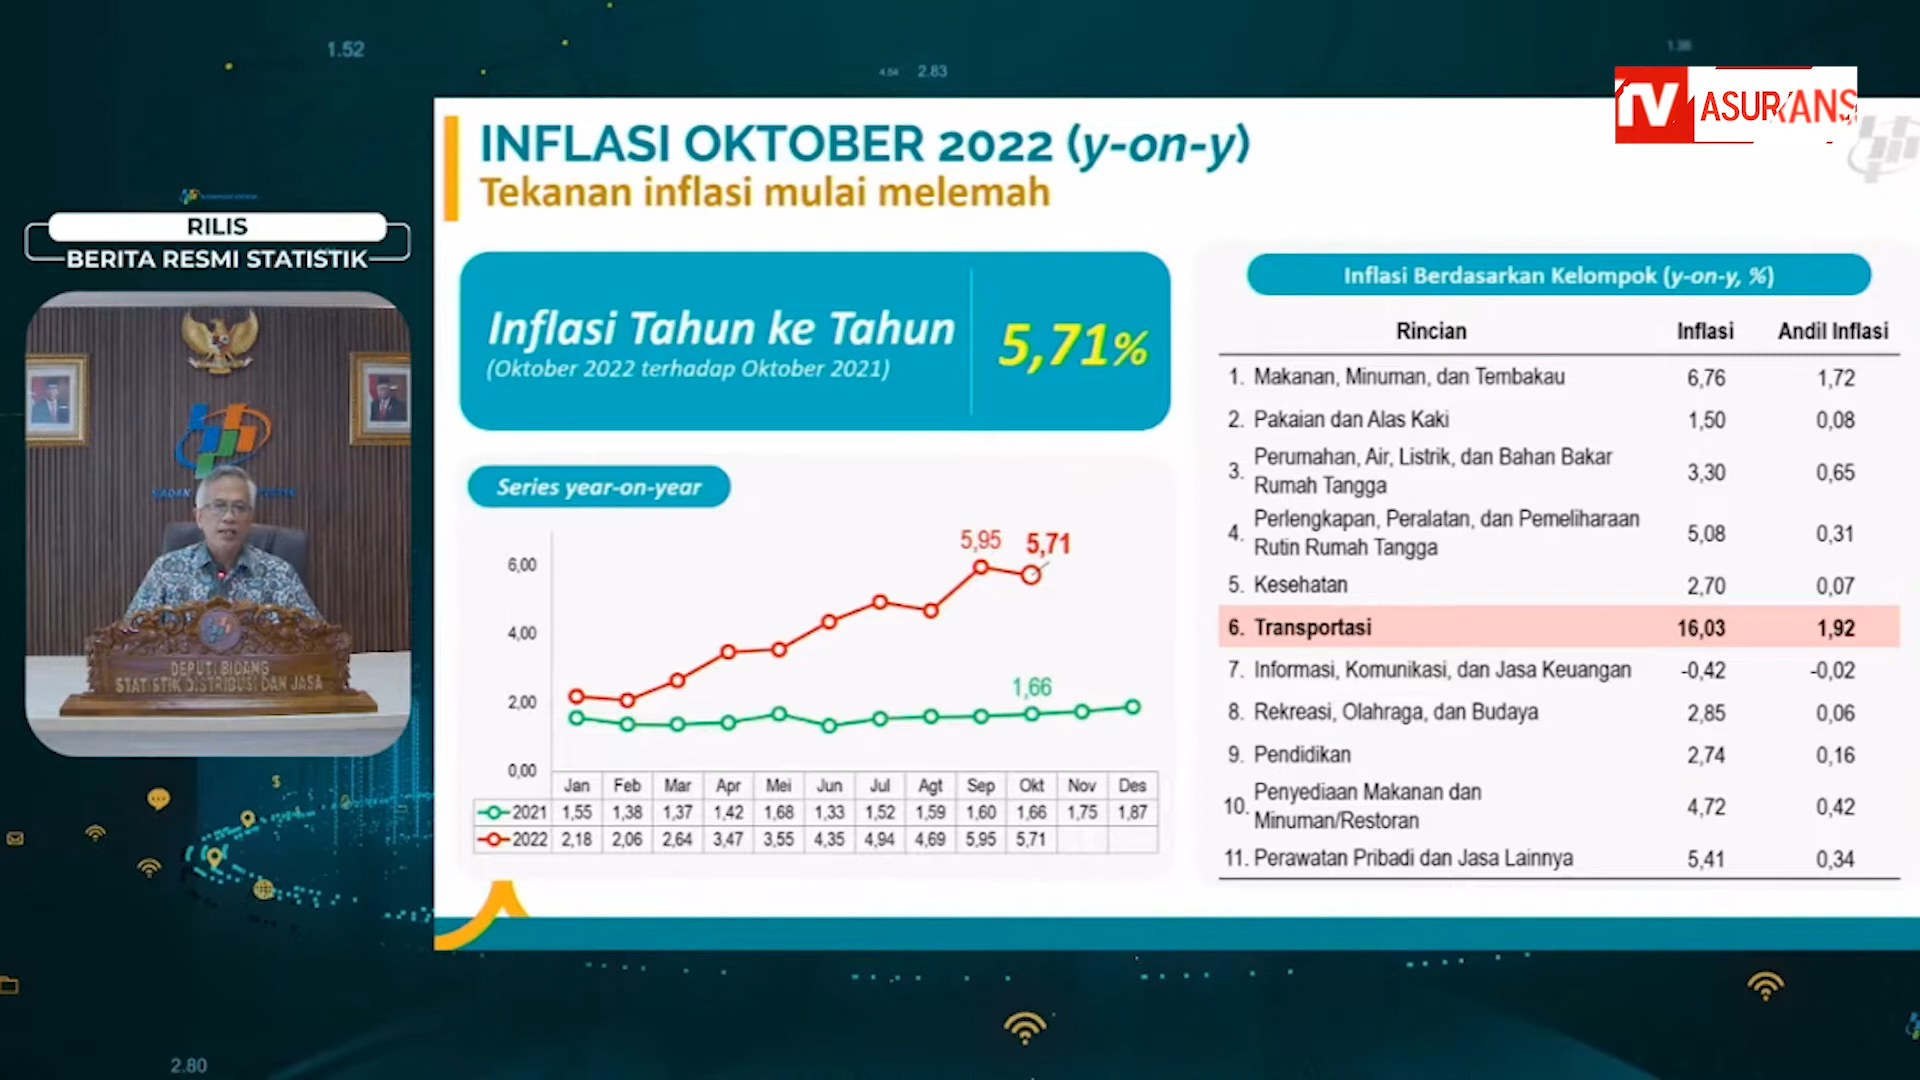 1.52
4.54 2.83
1.38
TV ASURANS
INFLASI OKTOBER 2022 (y-on-y)
Tekanan inflasi mulai melemah
RILIS
BERITA RESMI STATISTIK
DEPUTI BIDANG
STATISTIK DISTRIBUSI DAN JASA
Inflasi Tahun ke Tahun
(Oktober 2022 terhadap Oktober 2021)
5,71%
Series year-on-year
6,00
4,00
2,00
0,00
5,95 5,71
1,66
Jan Feb Mar Apr Mei Jun Jul Agt Sep Okt Nov Des
2021 1,55 1,38 1,37 1,42 1,68 1,33 1,52 1,59 1,60 1,66 1,75 1,87
2022 2,18 2,06 2,64 3,47 3,55 4,35 4,94 4,69 5,95 5,71
Inflasi Berdasarkan Kelompok (y-on-y, %)
Rincian Inflasi Andil Inflasi
1. Makanan, Minuman, dan Tembakau 6,76 1,72
2. Pakaian dan Alas Kaki 1,50 0,08
3. Perumahan, Air, Listrik, dan Bahan Bakar
Rumah Tangga 3,30 0,65
4. Perlengkapan, Peralatan, dan Pemeliharaan
Rutin Rumah Tangga 5,08 0,31
5. Kesehatan 2,70 0,07
6. Transportasi 16,03 1,92
7. Informasi, Komunikasi, dan Jasa Keuangan -0,42 -0,02
8. Rekreasi, Olahraga, dan Budaya 2,85 0,06
9. Pendidikan 2,74 0,16
10. Penyediaan Makanan dan
Minuman/Restoran 4,72 0,42
11. Perawatan Pribadi dan Jasa Lainnya 5,41 0,34
2.80